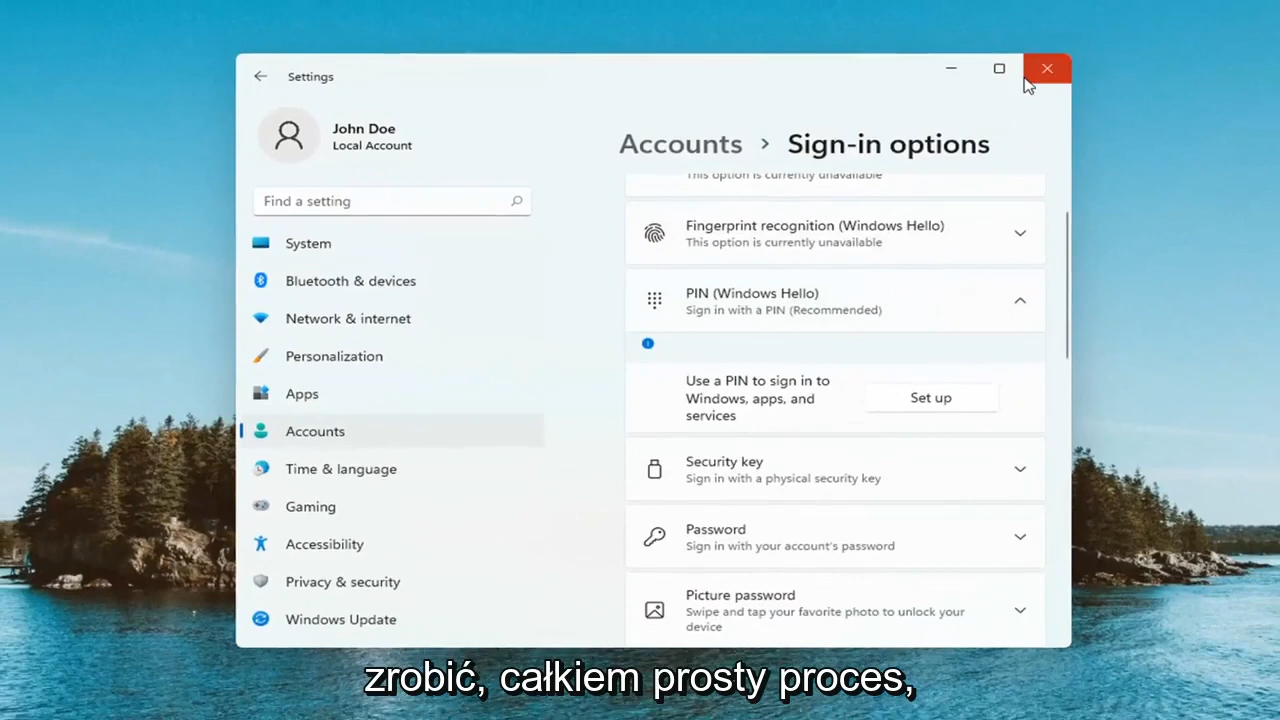 Settings
John Doe
Local Account
Find a setting
System
Bluetooth & devices
Network & internet
Personalization
Apps
Accounts
Time & language
Gaming
Accessibility
Privacy & security
Windows Update
Accounts > Sign-in options
This option is currently unavailable
Fingerprint recognition (Windows Hello)
This option is currently unavailable
PIN (Windows Hello)
Sign in with a PIN (Recommended)
Use a PIN to sign in to
Windows, apps, and
services
Set up
Security key
Sign in with a physical security key
Password
Sign in with your account's password
Picture password
Swipe and tap your favorite photo to unlock your
device
zrobić, całkiem prosty proces,